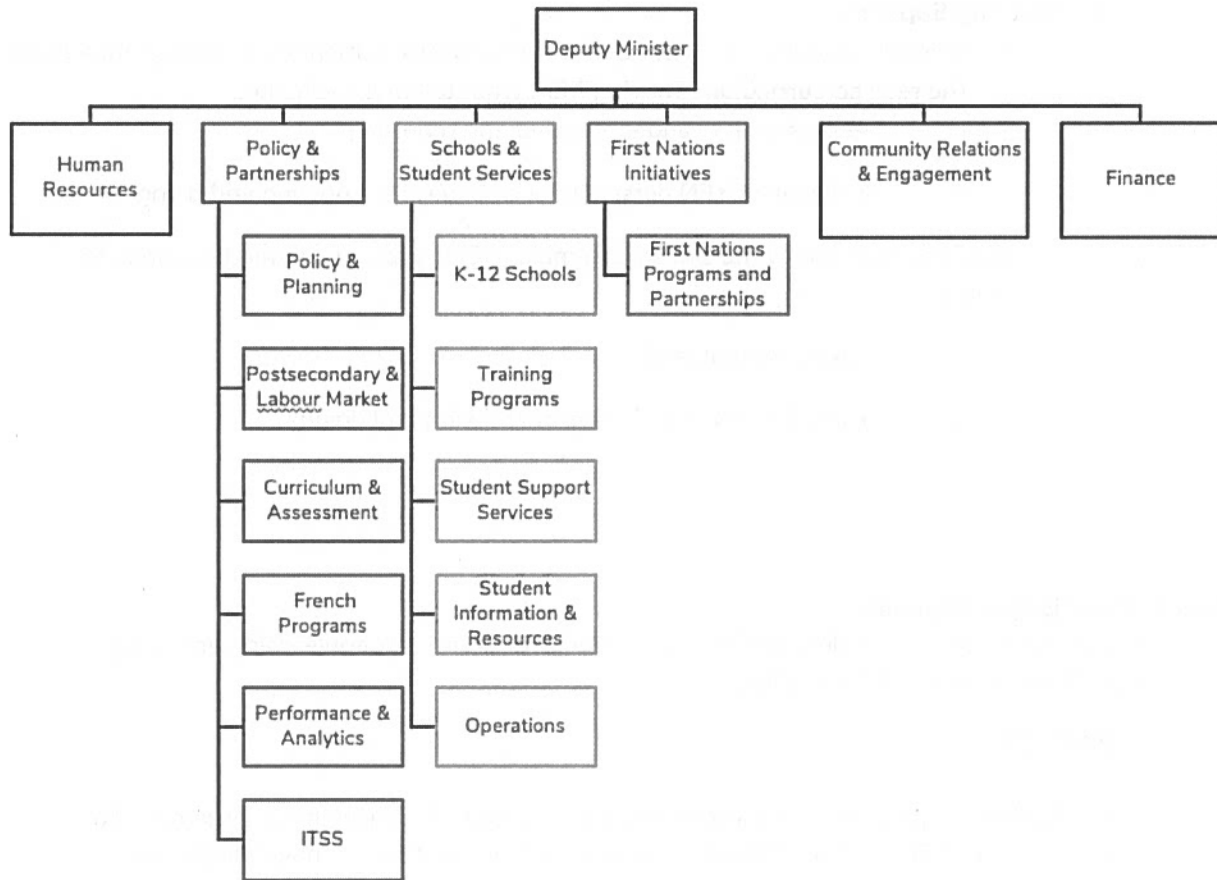 Deputy Minister
Human
Resources
Policy &
Partnerships
Schools &
Student Services
First Nations
Initiatives
Community Relations
& Engagement
Finance
Policy &
Planning
Postsecondary &
Labour Market
Curriculum &
Assessment
French
Programs
Performance &
Analytics
ITSS
K-12 Schools
Training
Programs
Student Support
Services
Student
Information &
Resources
Operations
First Nations
Programs and
Partnerships